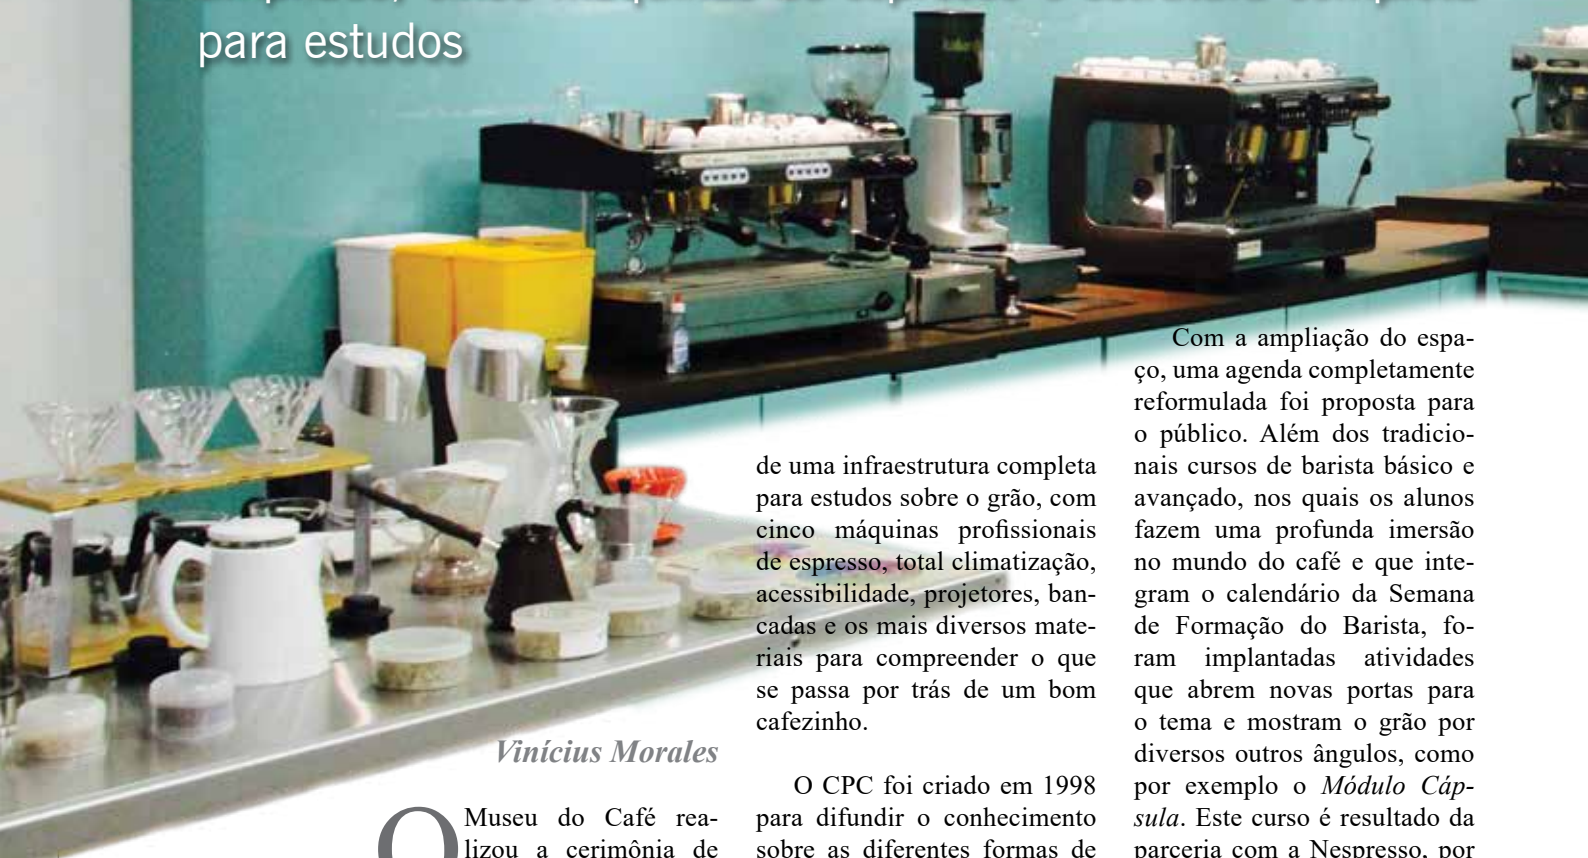 para estudos
Vinícius Morales
O Museu do Café rea-
lizou a cerimônia de
de uma infraestrutura completa
para estudos sobre o grão, com
cinco máquinas profissionais
de espresso, total climatização,
acessibilidade, projetores, ban-
cadas e os mais diversos mate-
riais para compreender o que
se passa por trás de um bom
cafezinho.
O CPC foi criado em 1998
para difundir o conhecimento
sobre as diferentes formas de
Com a ampliação do espa-
ço, uma agenda completamente
reformulada foi proposta para
o público. Além dos tradicio-
nais cursos de barista básico e
avançado, nos quais os alunos
fazem uma profunda imersão
no mundo do café e que inte-
gram o calendário da Semana
de Formação do Barista, fo-
ram implantadas atividades
que abrem novas portas para
o tema e mostram o grão por
diversos outros ângulos, como
por exemplo o Módulo Cáp-
sula. Este curso é resultado da
parceria com a Nespresso, por